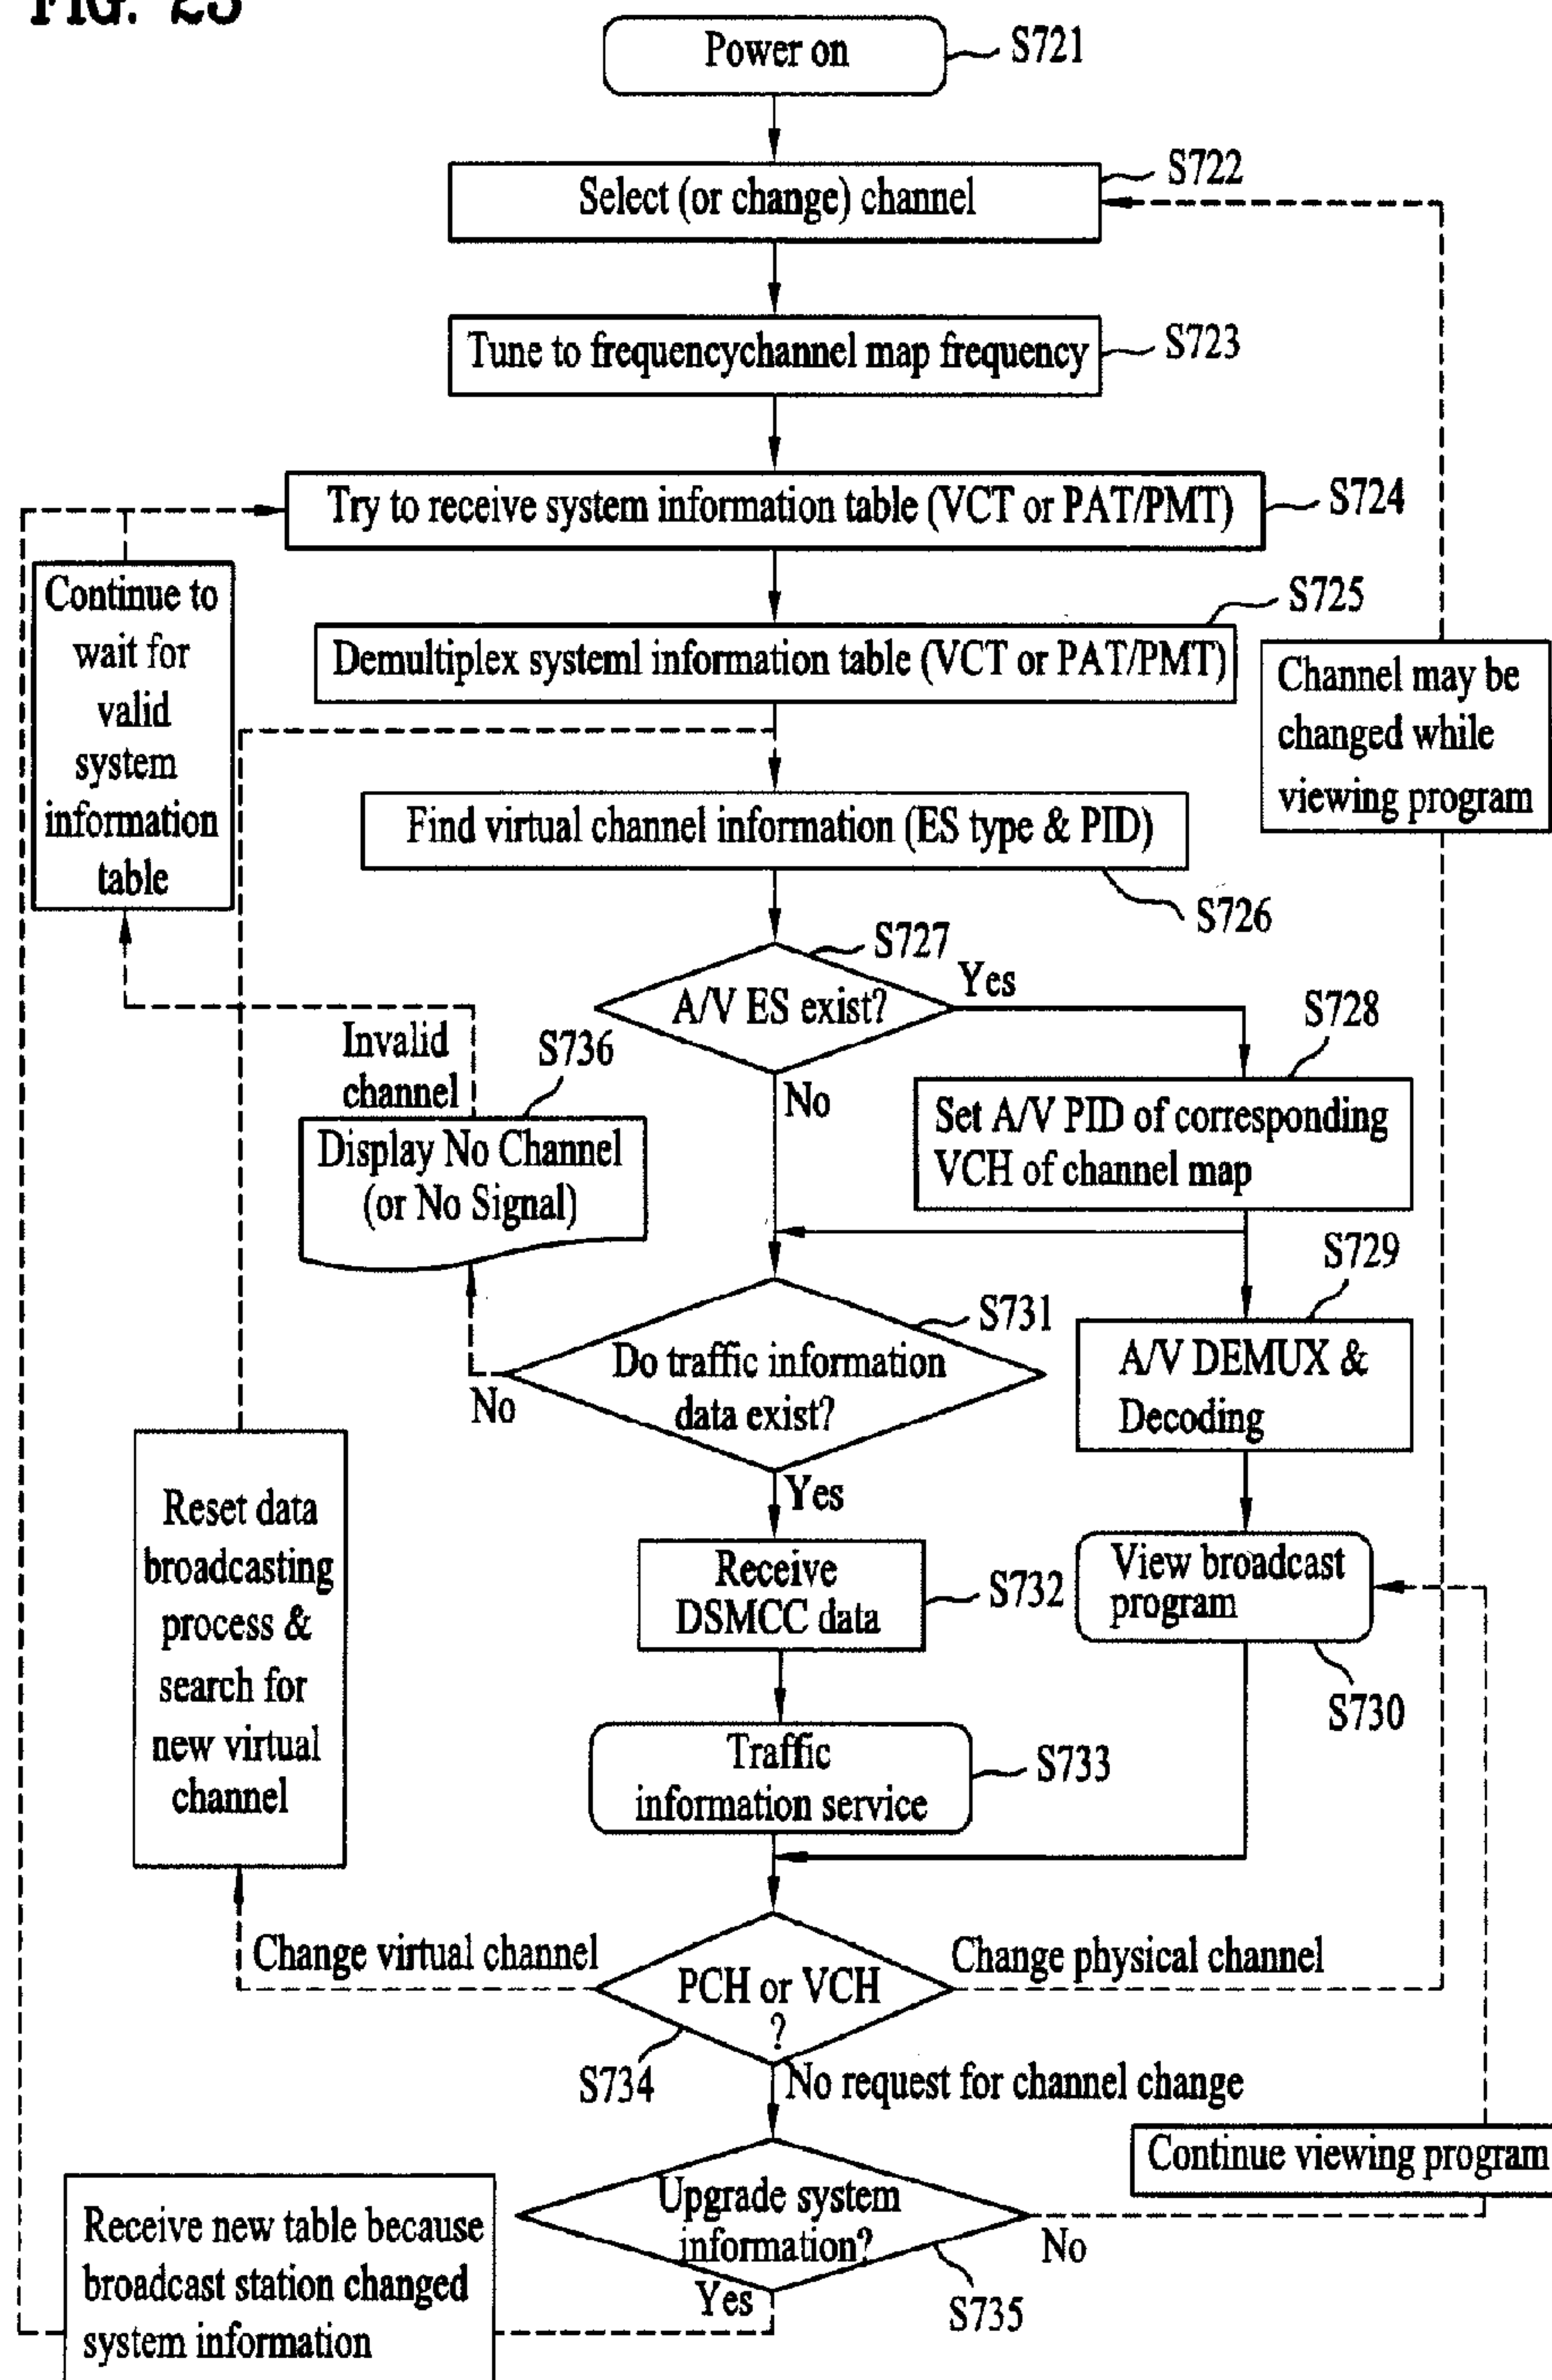 FIG. 23
Power on
S721
Select (or change) channel
S722
Tune to frequencychannel map frequency
S723
Try to receive system information table (VCT or PAT/PMT)
S724
Continue to
wait for
valid
system
information
table
Demultiplex systeml information table (VCT or PAT/PMT)
S725
Channel may be
changed while
viewing program
Find virtual channel information (ES type & PID)
S726
A/V ES exist?
S727
Yes
No
Set A/V PID of corresponding
VCH of channel map
S728
Invalid
channel
Display No Channel
(or No Signal)
S736
A/V DEMUX &
Decoding
S729
Do traffic information
data exist?
S731
No
Yes
Receive
DSMCC data
S732
View broadcast
program
S730
Reset data
broadcasting
process &
search for
new virtual
channel
Traffic
information service
S733
Change virtual channel
PCH or VCH
?
S734
Change physical channel
No request for channel change
Continue viewing program
Upgrade system
information?
S735
No
Yes
Receive new table because
broadcast station changed
system information